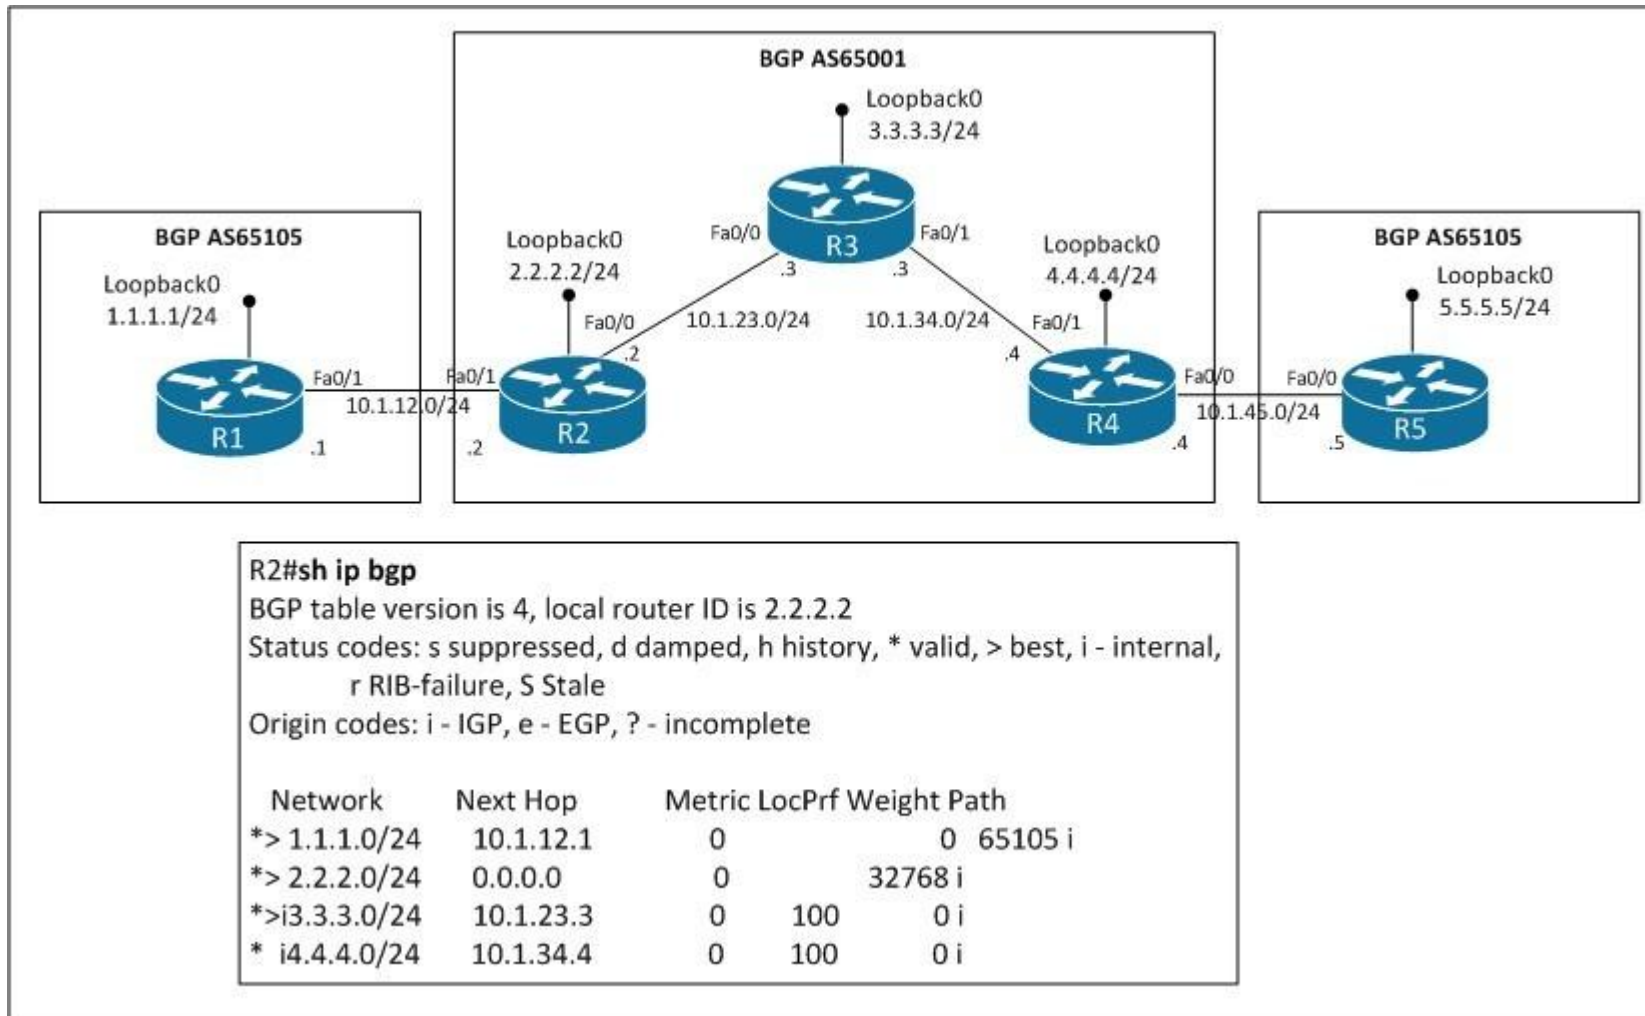 BGP AS65001
Loopback0
3.3.3.3/24
Fa0/0
R3
Fa0/1
.3
.3
BGP AS65105
Loopback0
1.1.1.1/24
Fa0/1
R1
.1
10.1.12.0/24
Loopback0
2.2.2.2/24
Fa0/0
.2
Fa0/1
R2
.2
10.1.23.0/24
10.1.34.0/24
Loopback0
4.4.4.4/24
Fa0/1
.4
R4
Fa0/0
.4
10.1.45.0/24
BGP AS65105
Loopback0
5.5.5.5/24
Fa0/0
R5
.5
R2#sh ip bgp
BGP table version is 4, local router ID is 2.2.2.2
Status codes: s suppressed, d damped, h history, * valid, > best, i - internal,
r RIB-failure, S Stale
Origin codes: i - IGP, e - EGP, ? - incomplete
Network Next Hop Metric LocPrf Weight Path
*> 1.1.1.0/24 10.1.12.1 0 0 65105 i
*> 2.2.2.0/24 0.0.0.0 0 32768 i
*>i3.3.3.0/24 10.1.23.3 0 100 0 i
* i4.4.4.0/24 10.1.34.4 0 100 0 i